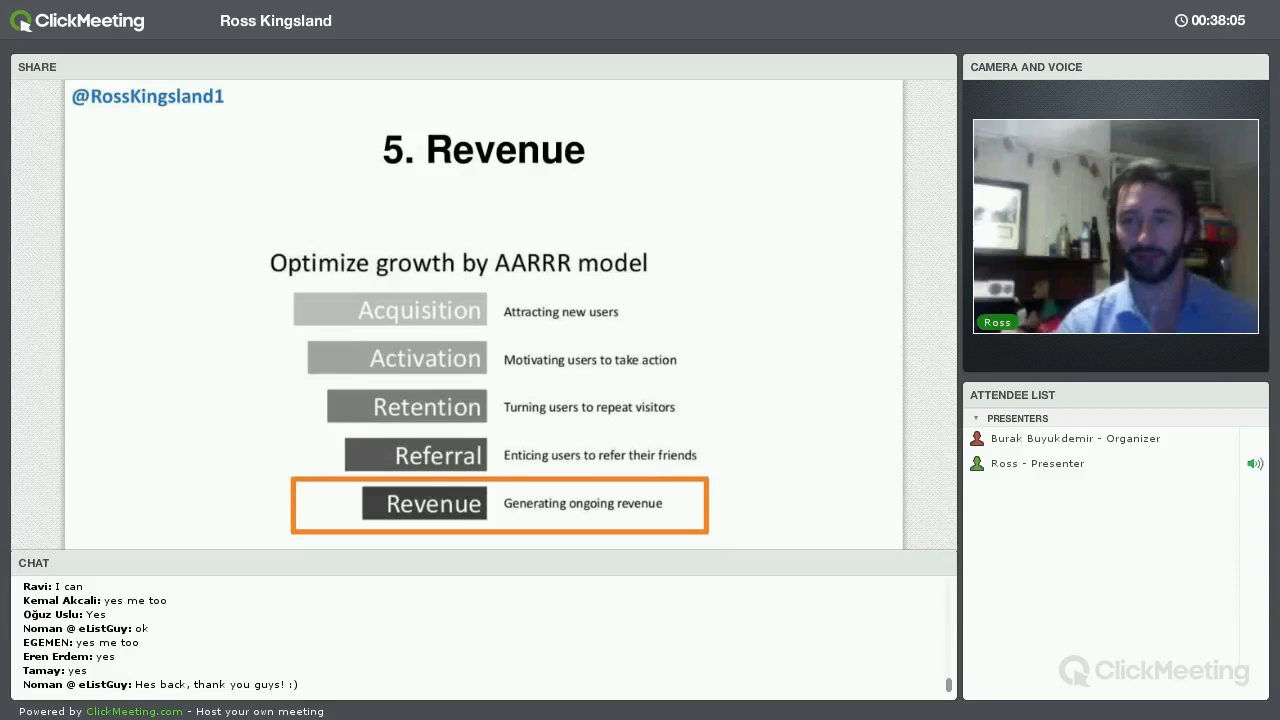 ClickMeeting
Ross Kingsland
00:38:05
SHARE
@RossKingsland1
5. Revenue
Optimize growth by AARRR model
Acquisition Attracting new users
Activation Motivating users to take action
Retention Turning users to repeat visitors
Referral Enticing users to refer their friends
Revenue Generating ongoing revenue
CHAT
Ravi: I can
Kemal Akcali: yes me too
Oğuz Uslu: Yes
Noman @ eListGuy: ok
EGEMEN: yes me too
Eren Erdem: yes
Tamay: yes
Noman @ eListGuy: Hes back, thank you guys! :)
CAMERA AND VOICE
Ross
ATTENDEE LIST
PRESENTERS
Burak Buyukdemir - Organizer
Ross - Presenter
ClickMeeting
Powered by ClickMeeting.com - Host your own meeting